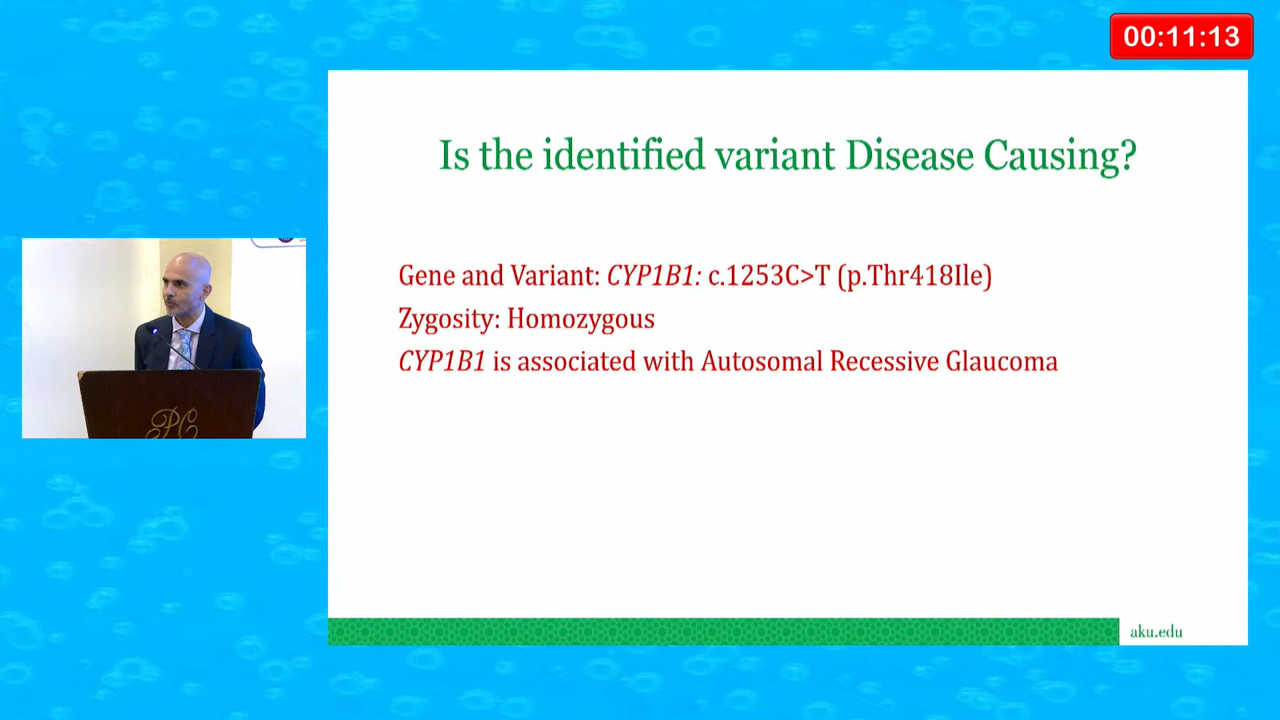 00:11:13
Is the identified variant Disease Causing?
Gene and Variant: CYP1B1: c.1253C>T (p.Thr418Ile)
Zygosity: Homozygous
CYP1B1 is associated with Autosomal Recessive Glaucoma
PC
aku.edu